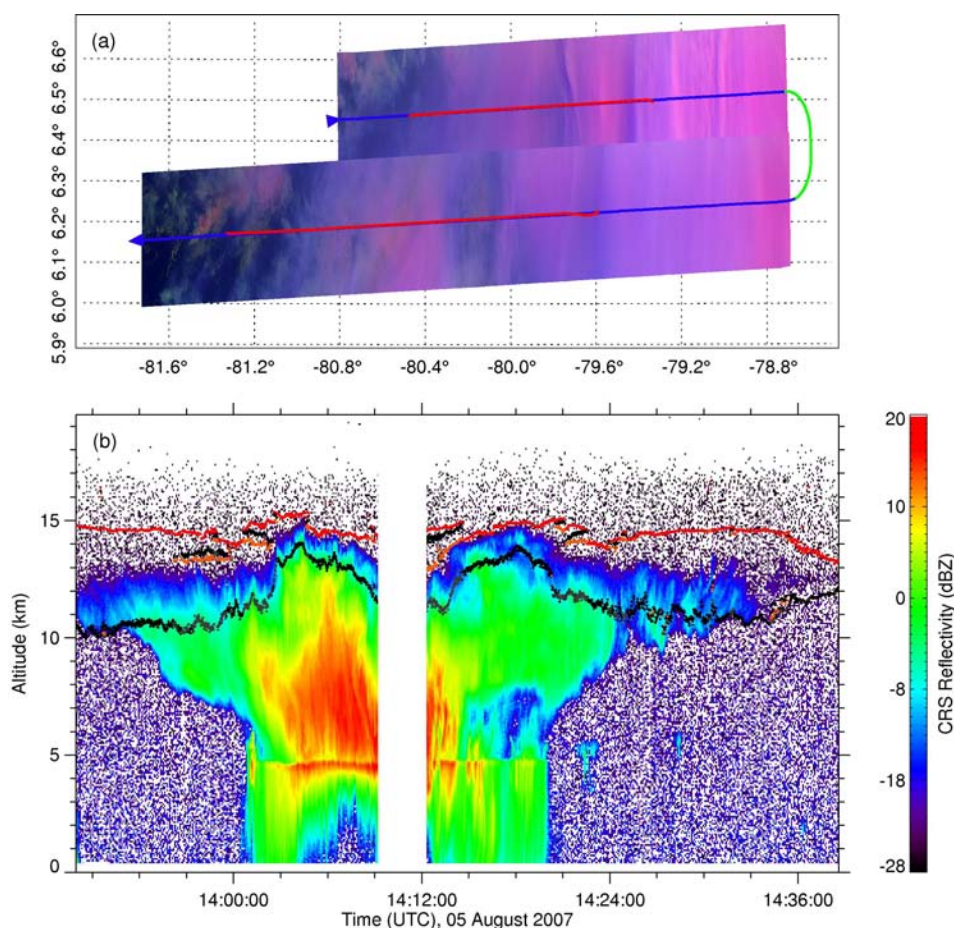 (a)
6.6°
6.5°
6.4°
6.3°
6.2°
6.1°
6.0°
5.9°
-81.6° -81.2° -80.8° -80.4° -80.0° -79.6° -79.2° -78.8°
(b)
15
10
5
0
Altitude (km)
14:00:00 14:12:00 14:24:00 14:36:00
Time (UTC), 05 August 2007
20
10
0
-8
-18
-28
CRS Reflectivity (dBZ)